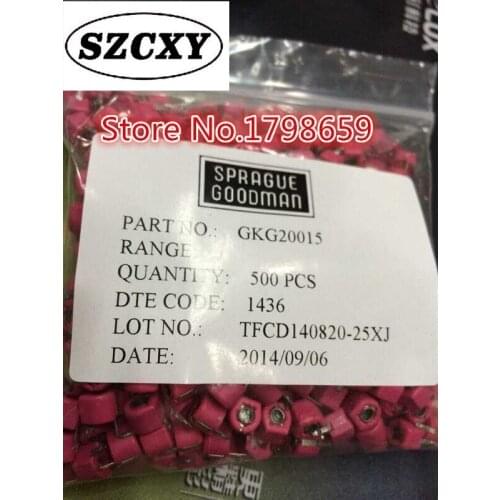 SZCXY
Store No.1798659
SPRAGUE
GOODMAN
PART NO.: GKG20015
RANGE
QUANTITY: 500 PCS
DTE CODE: 1436
LOT NO.: TFCD140820-25XJ
DATE: 2014/09/06